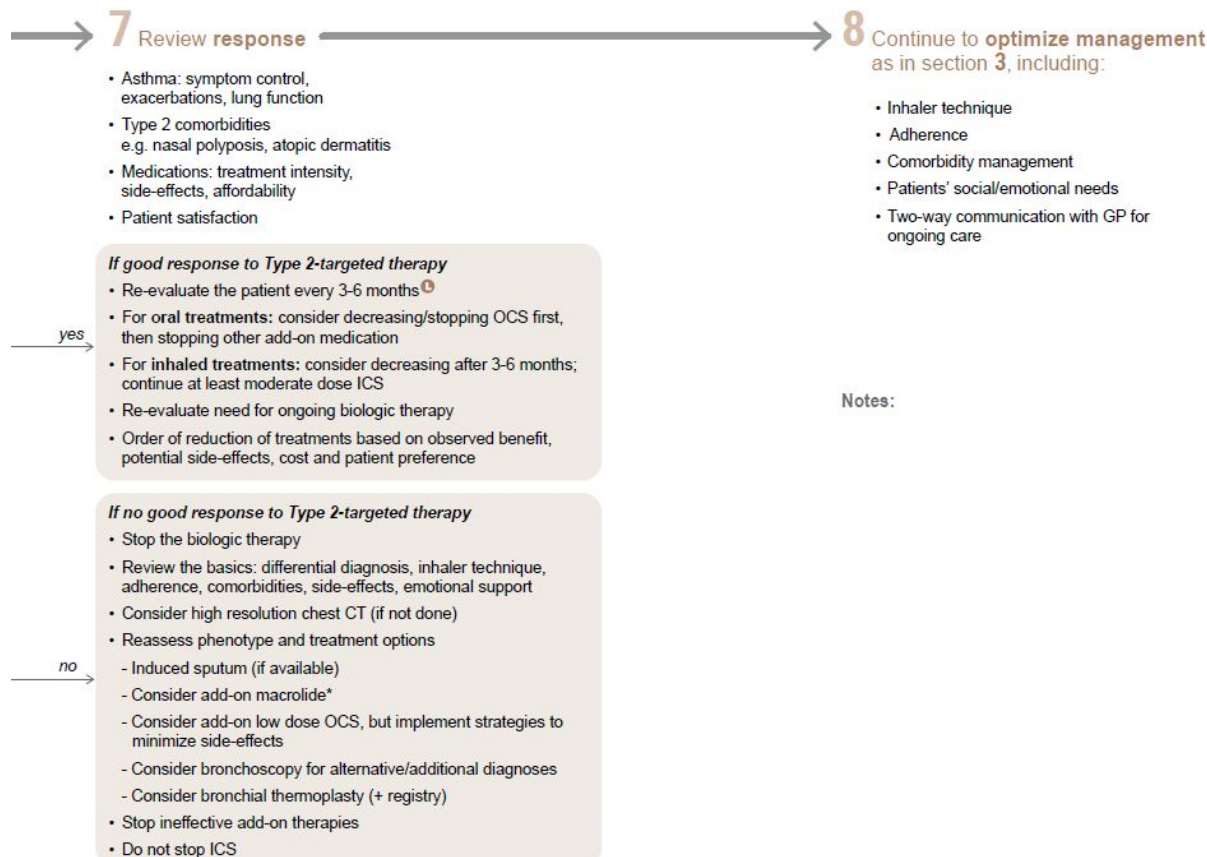 7 Review response
• Asthma: symptom control,
exacerbations, lung function
• Type 2 comorbidities
e.g. nasal polyposis, atopic dermatitis
• Medications: treatment intensity,
side-effects, affordability
• Patient satisfaction
yes
If good response to Type 2-targeted therapy
• Re-evaluate the patient every 3-6 months L
• For oral treatments: consider decreasing/stopping OCS first,
then stopping other add-on medication
• For inhaled treatments: consider decreasing after 3-6 months;
continue at least moderate dose ICS
• Re-evaluate need for ongoing biologic therapy
• Order of reduction of treatments based on observed benefit,
potential side-effects, cost and patient preference
no
If no good response to Type 2-targeted therapy
• Stop the biologic therapy
• Review the basics: differential diagnosis, inhaler technique,
adherence, comorbidities, side-effects, emotional support
• Consider high resolution chest CT (if not done)
• Reassess phenotype and treatment options
- Induced sputum (if available)
- Consider add-on macrolide*
- Consider add-on low dose OCS, but implement strategies to
minimize side-effects
- Consider bronchoscopy for alternative/additional diagnoses
- Consider bronchial thermoplasty (+ registry)
• Stop ineffective add-on therapies
• Do not stop ICS
8 Continue to optimize management
as in section 3, including:
• Inhaler technique
• Adherence
• Comorbidity management
• Patients' social/emotional needs
• Two-way communication with GP for
ongoing care
Notes: